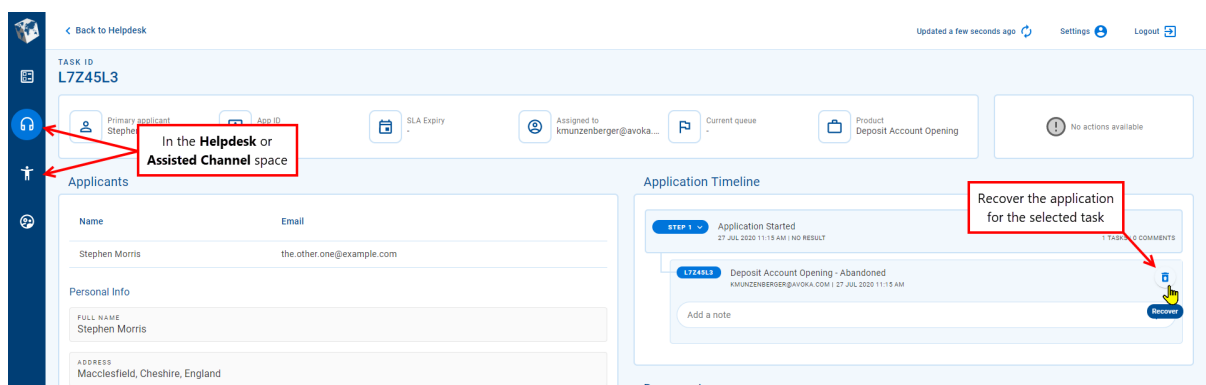 Back to Helpdesk
Updated a few seconds ago
Settings
Logout
TASK ID
L7Z45L3
Primary applicant
App ID
SLA Expiry
-
Assigned to
kmunzenberger@avoka....
Current queue
-
Product
Deposit Account Opening
No actions available
In the Helpdesk or
Assisted Channel space
Applicants
Name
Email
Stephen Morris
the.other.one@example.com
Personal Info
FULL NAME
Stephen Morris
ADDRESS
Macclesfield, Cheshire, England
Application Timeline
Recover the application
for the selected task
STEP 1
Application Started
27 JUL 2020 11:15 AM | NO RESULT
1 TASKS 0 COMMENTS
L7Z45L3
Deposit Account Opening - Abandoned
KMUNZENBERGER@AVOKA.COM | 27 JUL 2020 11:15 AM
Add a note
Recover